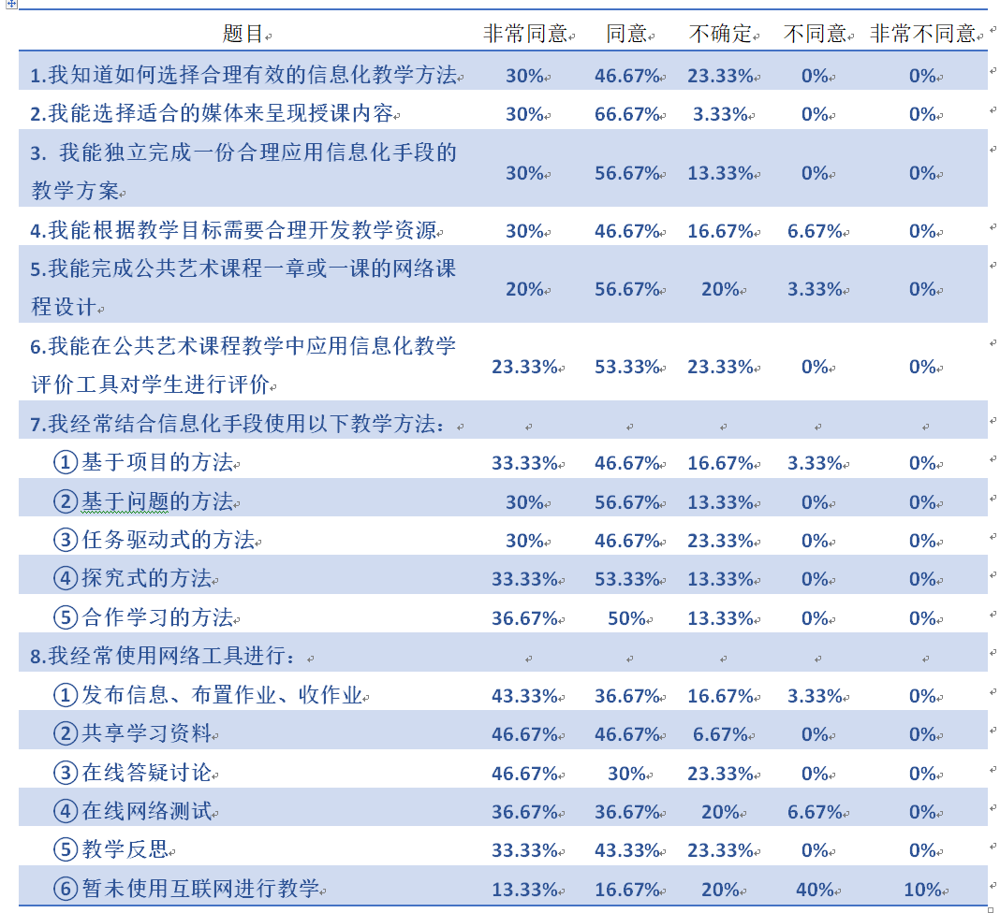 题目 非常同意 同意 不确定 不同意 非常不同意
1.我知道如何选择合理有效的信息化教学方法 30% 46.67% 23.33% 0% 0%
2.我能选择适合的媒体来呈现授课内容 30% 66.67% 3.33% 0% 0%
3. 我能独立完成一份合理应用信息化手段的
教学方案 30% 56.67% 13.33% 0% 0%
4.我能根据教学目标需要合理开发教学资源 30% 46.67% 16.67% 6.67% 0%
5.我能完成公共艺术课程一章或一课的网络课
程设计 20% 56.67% 20% 3.33% 0%
6.我能在公共艺术课程教学中应用信息化教学
评价工具对学生进行评价 23.33% 53.33% 23.33% 0% 0%
7.我经常结合信息化手段使用以下教学方法：
①基于项目的方法 33.33% 46.67% 16.67% 3.33% 0%
②基于问题的方法 30% 56.67% 13.33% 0% 0%
③任务驱动式的方法 30% 46.67% 23.33% 0% 0%
④探究式的方法 33.33% 53.33% 13.33% 0% 0%
⑤合作学习的方法 36.67% 50% 13.33% 0% 0%
8.我经常使用网络工具进行：
①发布信息、布置作业、收作业 43.33% 36.67% 16.67% 3.33% 0%
②共享学习资料 46.67% 46.67% 6.67% 0% 0%
③在线答疑讨论 46.67% 30% 23.33% 0% 0%
④在线网络测试 36.67% 36.67% 20% 6.67% 0%
⑤教学反思 33.33% 43.33% 23.33% 0% 0%
⑥暂未使用互联网进行教学 13.33% 16.67% 20% 40% 10%